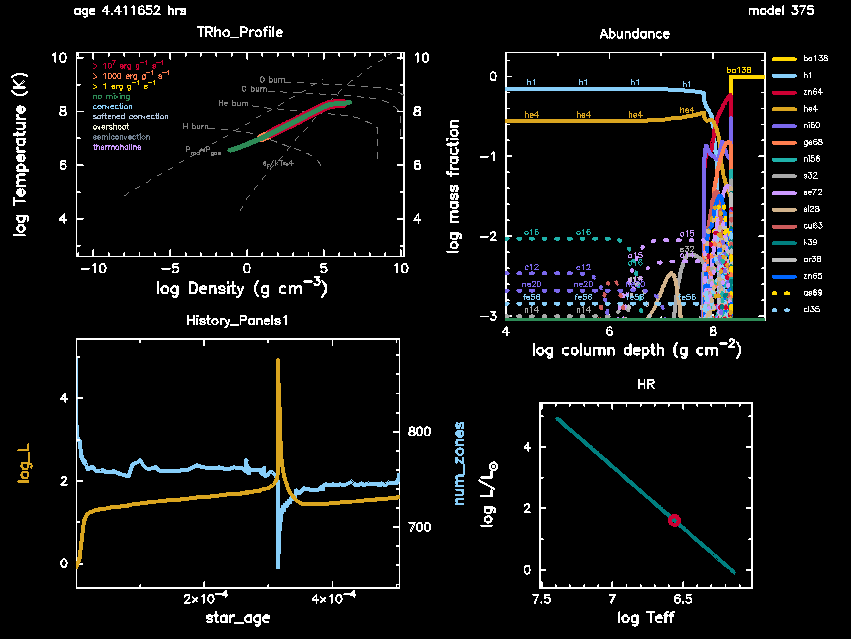 age 4.411652 hrs
model 375
TRho_Profile
> 10⁷ erg g⁻¹ s⁻¹
> 1000 erg g⁻¹ s⁻¹
> 1 erg g⁻¹ s⁻¹
no mixing
convection
softened convection
overshoot
semiconvection
thermohaline
O burn
C burn
He burn
H burn
log Temperature (K)
10
8
6
4
10
8
6
4
−10
−5
0
5
10
log Density (g cm⁻³)
Abundance
ba138
h1 h1 h1 h1
he4 he4 he4 he4
o16 o16 o15
c12 c12
ne20 ne20 ne20
fe56 fe56 fe56 fe56
n14 n14
log mass fraction
0
−1
−2
−3
4
6
8
log column depth (g cm⁻²)
ba138
h1
zn64
he4
ni60
ge68
ni56
s32
se72
si28
cu63
k39
ar38
zn65
as69
cl35
History_Panels1
log_L
4
2
0
800
700
num_zones
2×10⁻⁴
4×10⁻⁴
star_age
HR
log L/L☉
4
2
0
7.5
7
6.5
log Teff